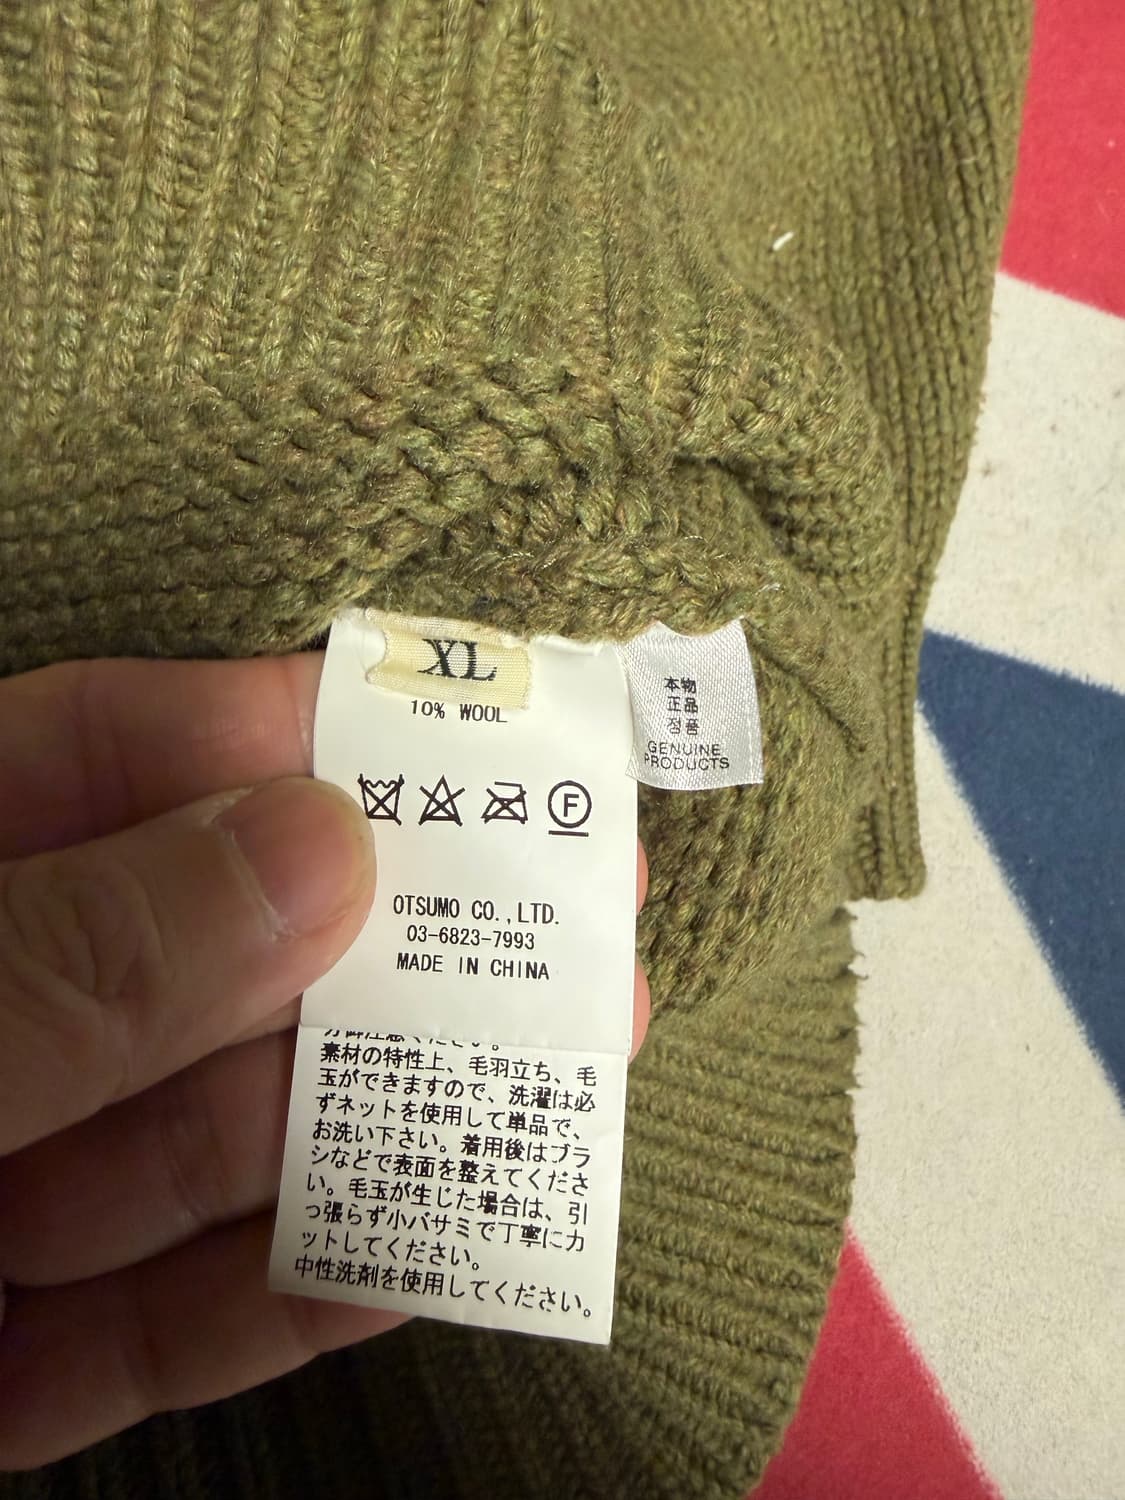 XL
10% WOOL
F
OTSUMO CO.,LTD.
03-6823-7993
MADE IN CHINA
本物
正品
정품
GENUINE
PRODUCTS
素材の特性上、毛羽立ち、毛
玉ができますので、洗濯は必
ずネットを使用して単品で、
お洗い下さい。着用後はブラ
シなどで表面を整えてくださ
い。毛玉が生じた場合は、引
っ張らず小バサミで丁寧にカ
ットしてください。
中性洗剤を使用してください。